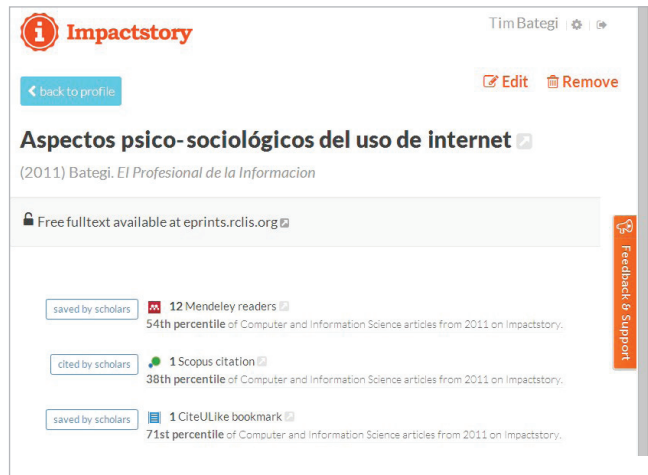 Impactstory
Tim Bategi
Edit Remove
back to profile
Aspectos psico-sociológicos del uso de internet
(2011) Bategi. El Profesional de la Informacion
Free fulltext available at eprints.rclis.org
Feedback & Support
saved by scholars 12 Mendeley readers
54th percentile of Computer and Information Science articles from 2011 on Impactstory.
cited by scholars 1 Scopus citation
38th percentile of Computer and Information Science articles from 2011 on Impactstory.
saved by scholars 1 CiteULike bookmark
71st percentile of Computer and Information Science articles from 2011 on Impactstory.